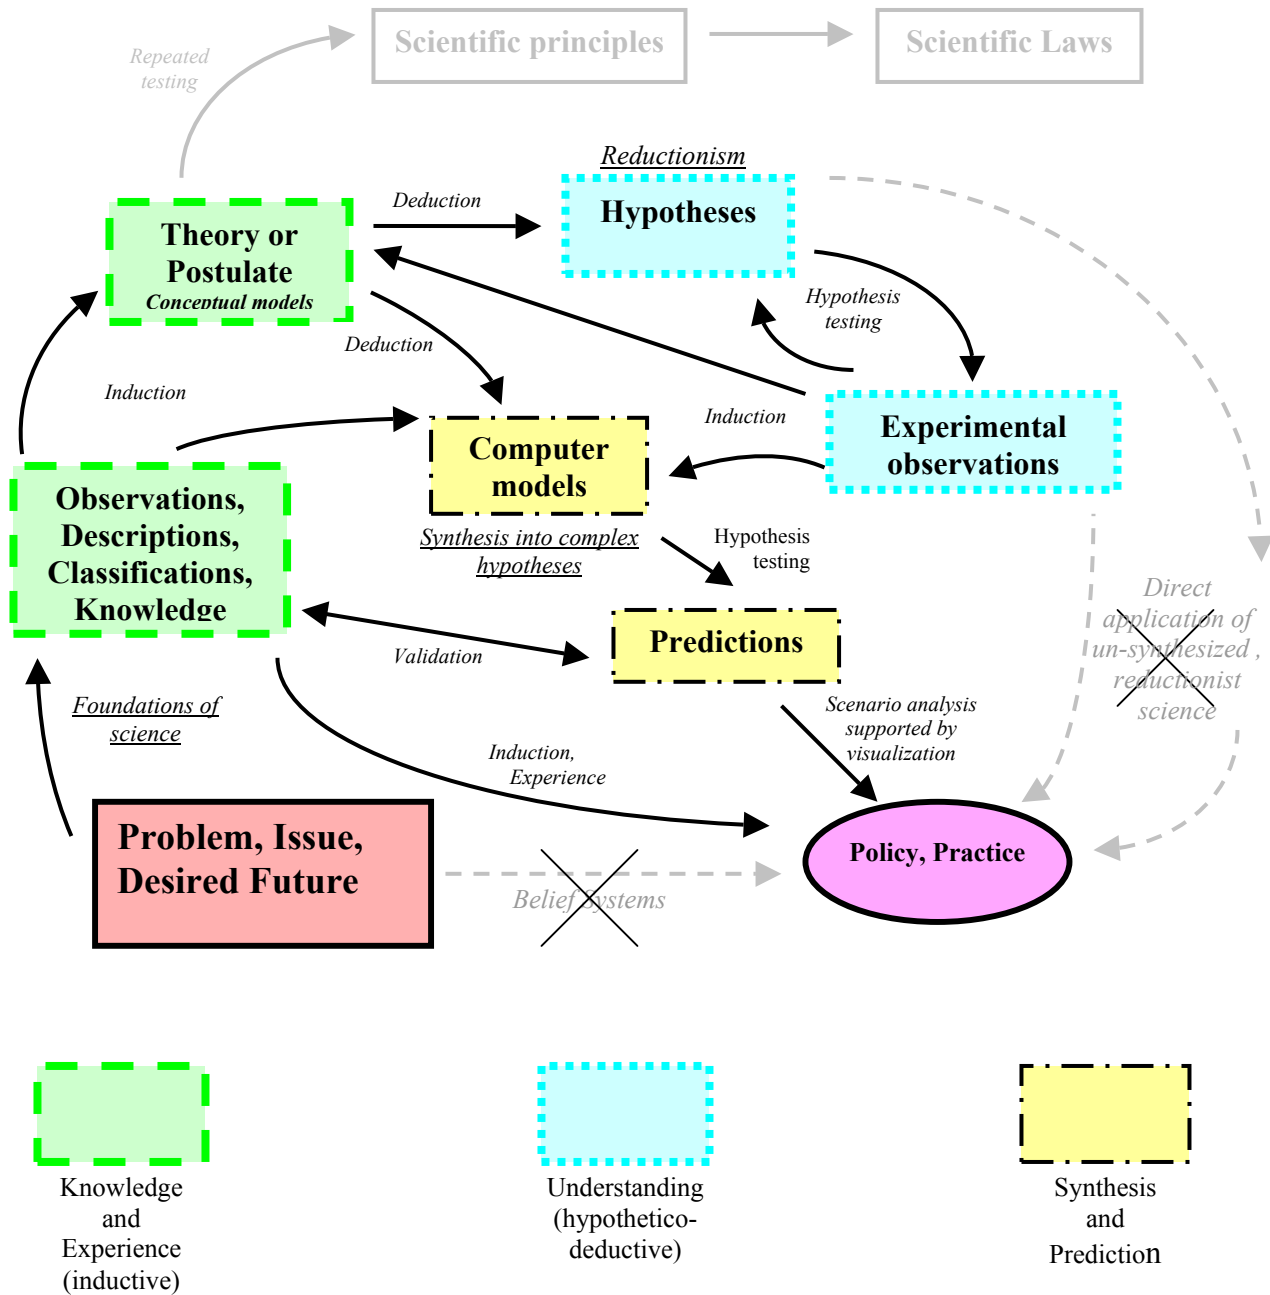 Scientific principles
Scientific Laws
Repeated
testing
Reductionism
Hypotheses
Deduction
Theory or
Postulate
Conceptual models
Hypothesis
testing
Deduction
Induction
Induction
Experimental
observations
Computer
models
Observations,
Descriptions,
Classifications,
Knowledge
Synthesis into complex
hypotheses
Hypothesis
testing
Direct
application of
un-synthesized ,
reductionist
science
Predictions
Validation
Foundations of
science
Scenario analysis
supported by
visualization
Induction,
Experience
Problem, Issue,
Desired Future
Policy, Practice
Belief Systems
Knowledge
and
Experience
(inductive)
Understanding
(hypothetico-
deductive)
Synthesis
and
Prediction